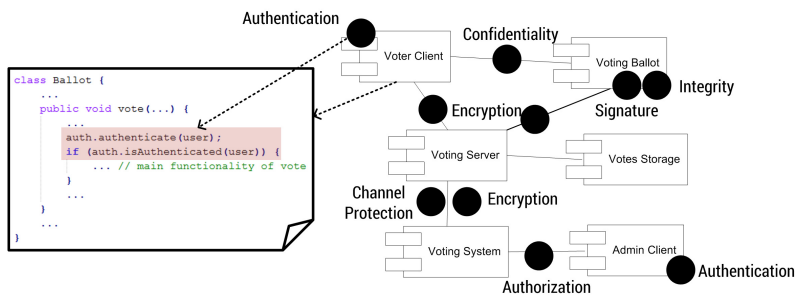 Authentication
Confidentiality
Voter Client
Voting Ballot
Integrity
Signature
Encryption
class Ballot {
...
public void vote(...) {
...
auth.authenticate(user);
if (auth.isAuthenticated(user)) {
... // main functionality of vote
}
...
}
...
}
Voting Server
Votes Storage
Channel
Protection
Encryption
Voting System
Admin Client
Authorization
Authentication